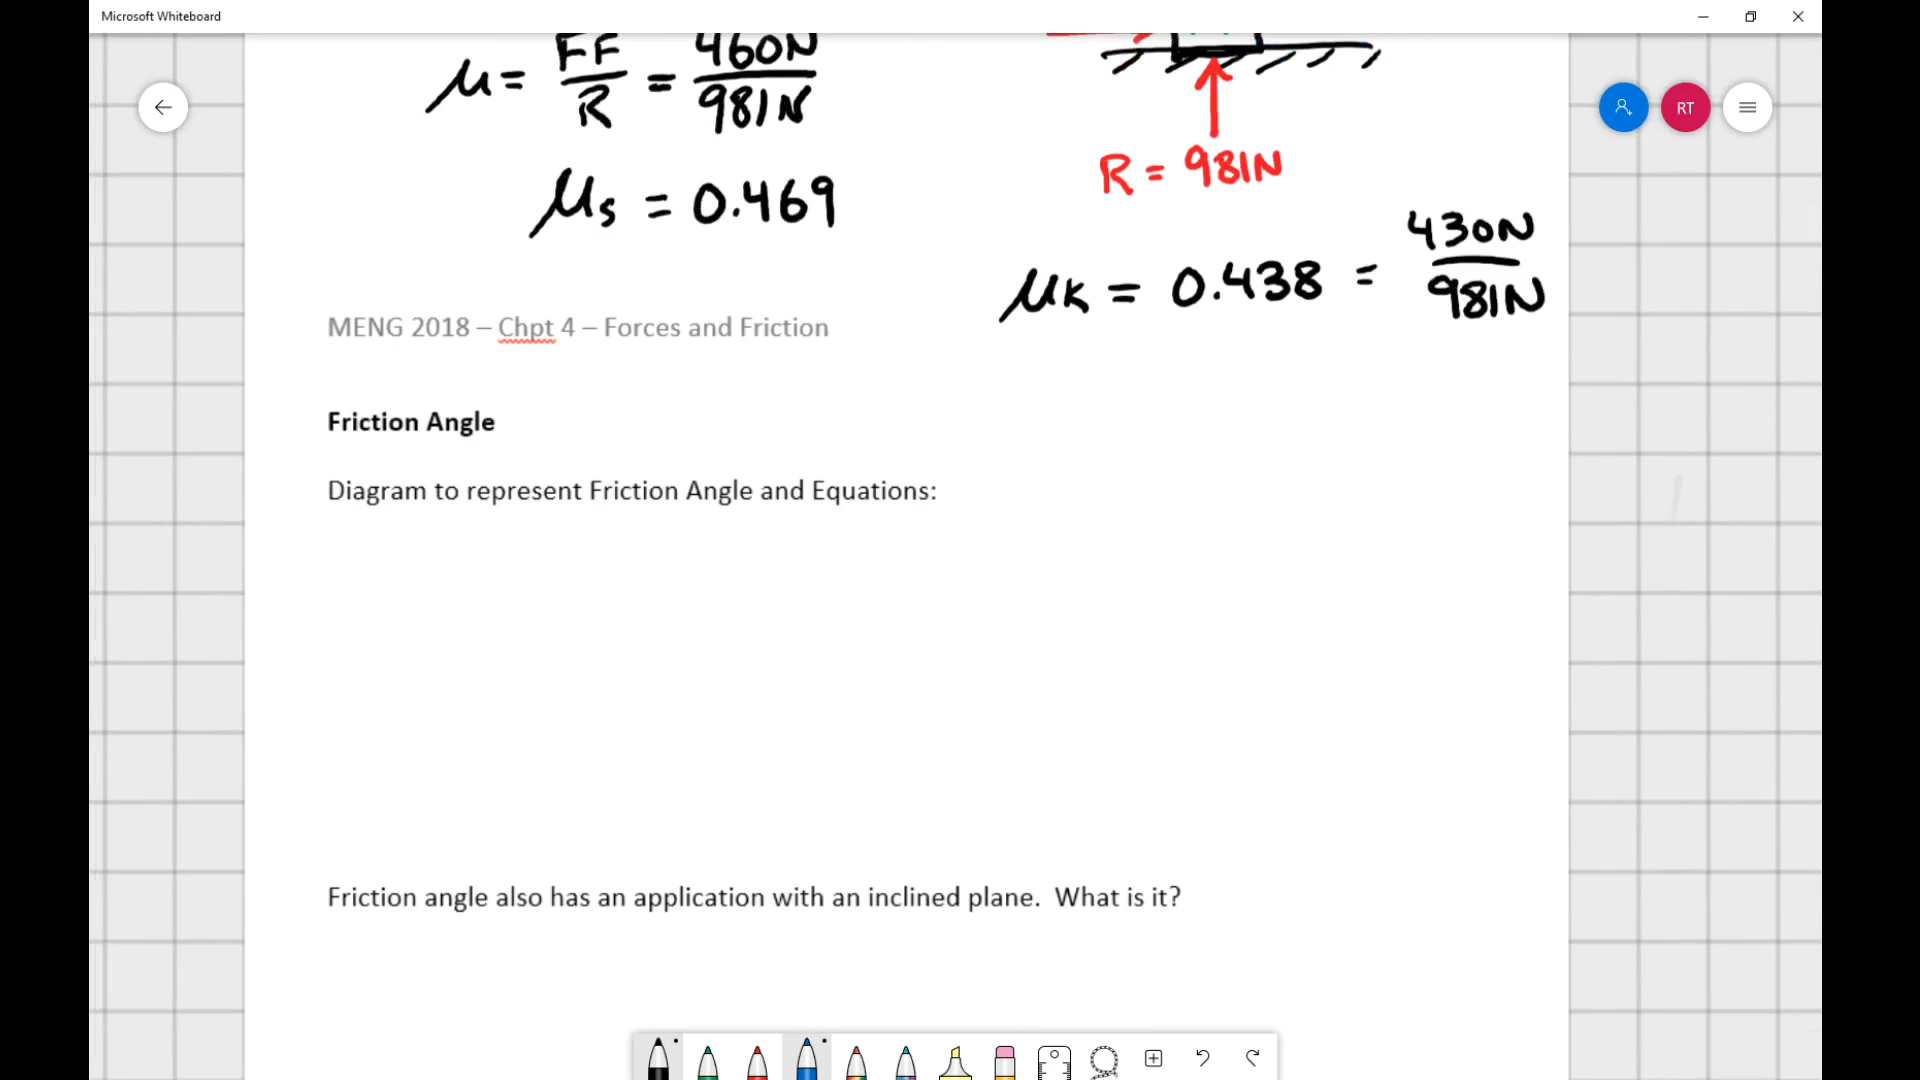 Microsoft Whiteboard
μ = FF/R = 460N/981N
R = 981N
μs = 0.469
μk = 0.438 = 430N/981N
RT
MENG 2018 – Chpt 4 – Forces and Friction
Friction Angle
Diagram to represent Friction Angle and Equations:
Friction angle also has an application with an inclined plane.  What is it?